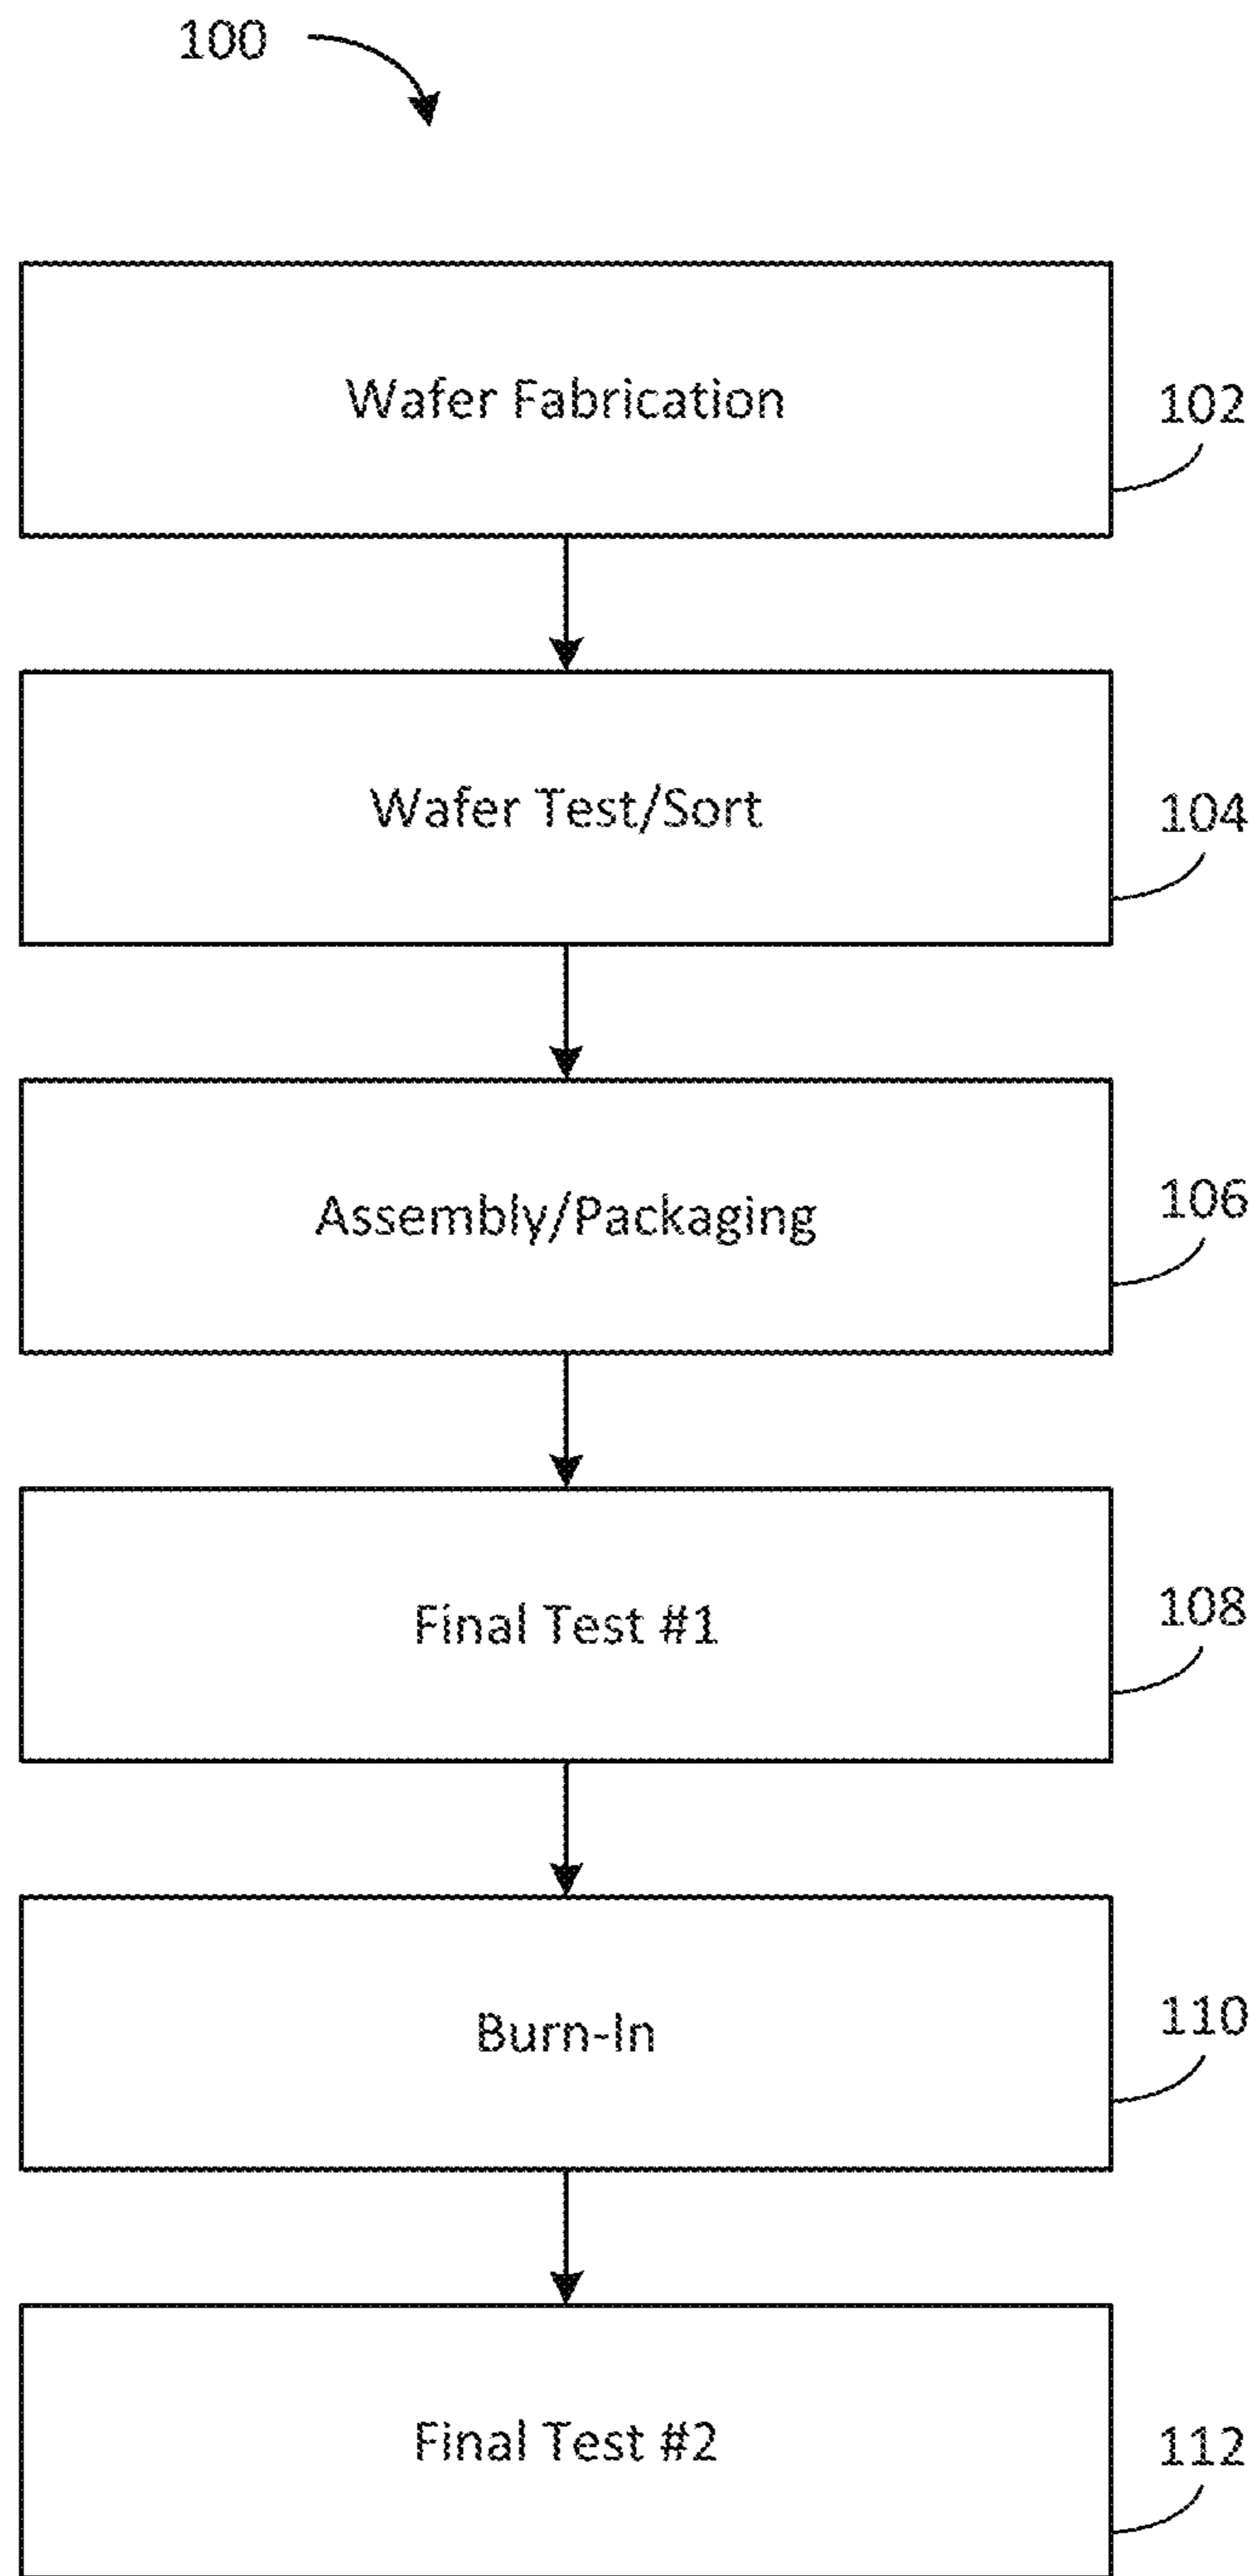 100
Wafer Fabrication
102
Wafer Test/Sort
104
Assembly/Packaging
106
Final Test #1
108
Burn-In
110
Final Test #2
112